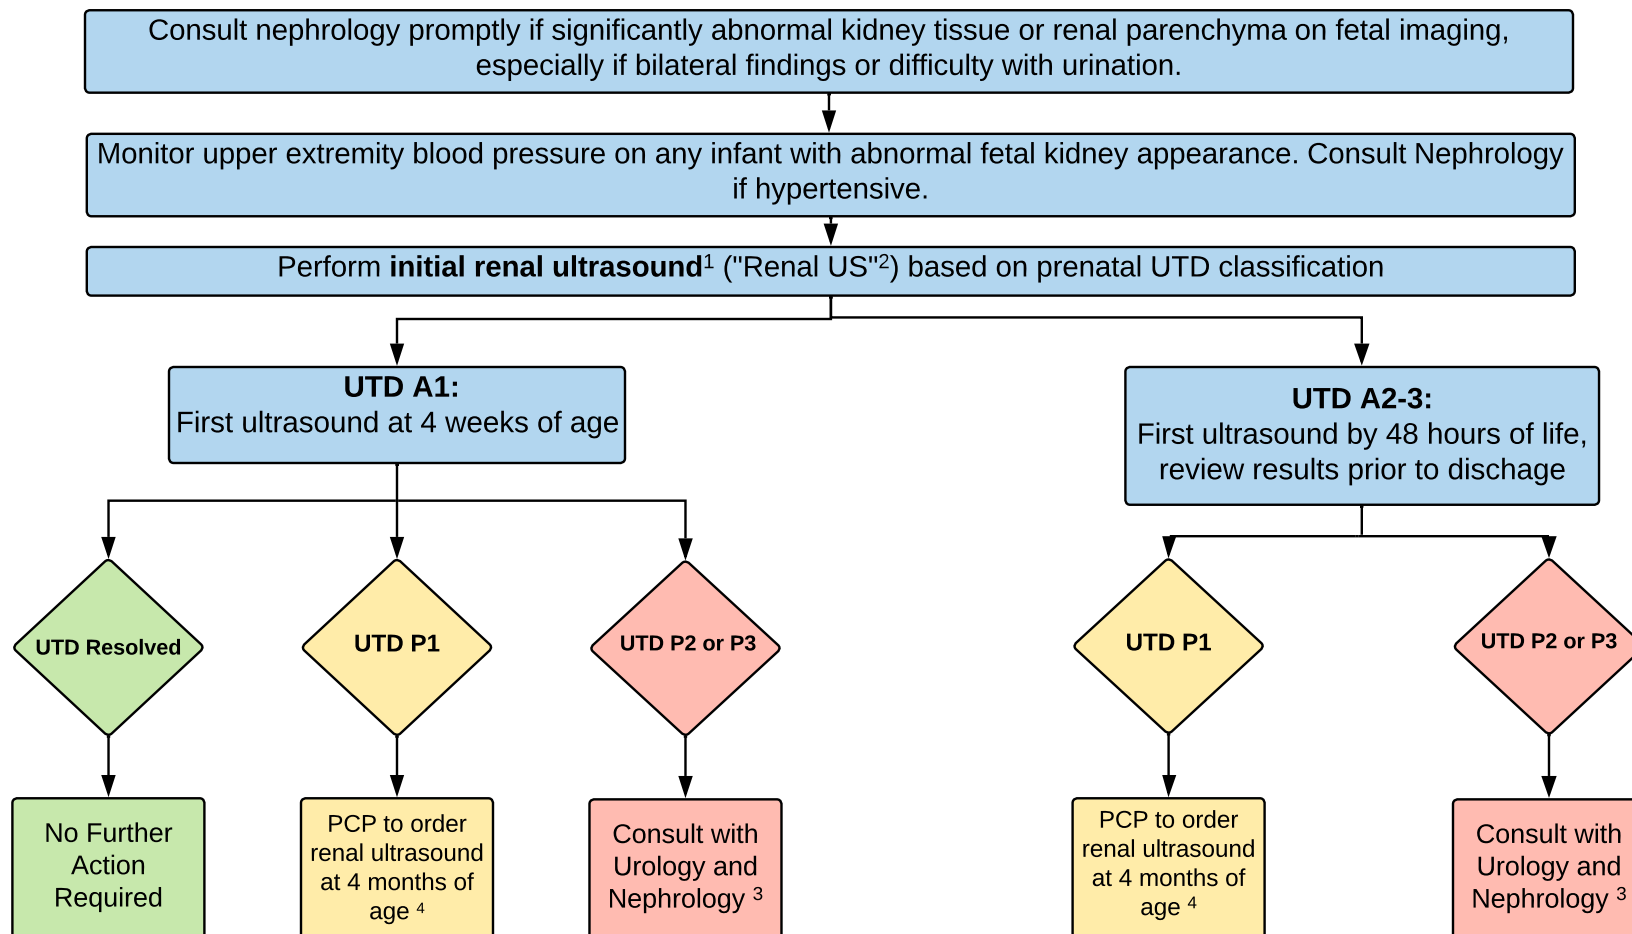 Consult nephrology promptly if significantly abnormal kidney tissue or renal parenchyma on fetal imaging,
especially if bilateral findings or difficulty with urination.
Monitor upper extremity blood pressure on any infant with abnormal fetal kidney appearance. Consult Nephrology
if hypertensive.
Perform initial renal ultrasound¹ ("Renal US"²) based on prenatal UTD classification
UTD A1:
First ultrasound at 4 weeks of age
UTD A2-3:
First ultrasound by 48 hours of life,
review results prior to dischage
UTD Resolved
UTD P1
UTD P2 or P3
UTD P1
UTD P2 or P3
No Further
Action
Required
PCP to order
renal ultrasound
at 4 months of
age ⁴
Consult with
Urology and
Nephrology ³
PCP to order
renal ultrasound
at 4 months of
age ⁴
Consult with
Urology and
Nephrology ³